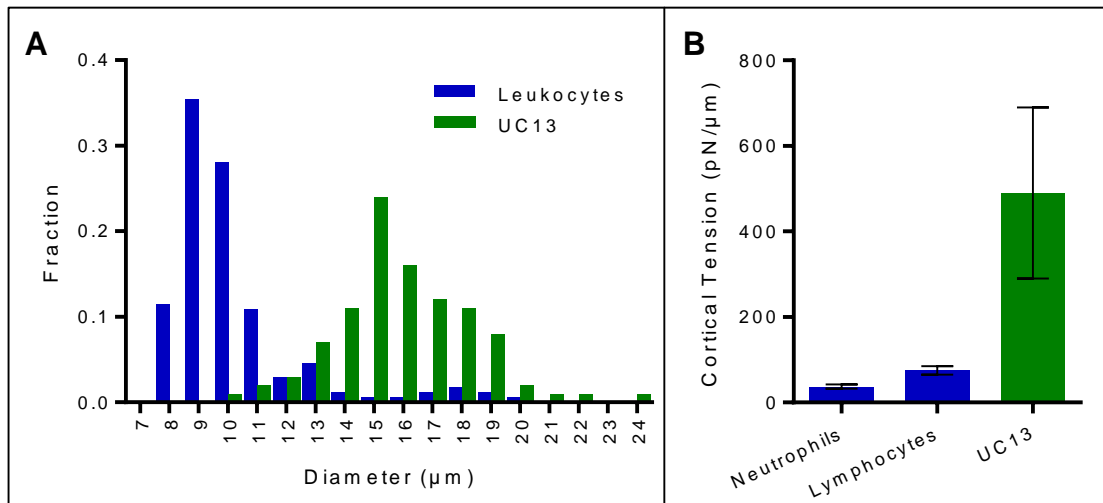 A
Fraction
0.4
0.3
0.2
0.1
0.0
Leukocytes
UC13
7 8 9 10 11 12 13 14 15 16 17 18 19 20 21 22 23 24
Diameter (µm)
B
Cortical Tension (pN/µm)
800
600
400
200
0
Neutrophils
Lymphocytes
UC13